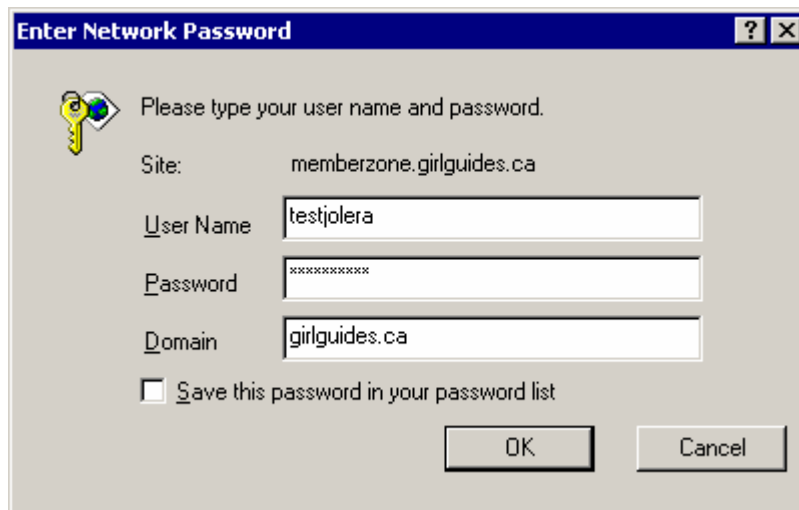 Enter Network Password
Please type your user name and password.
Site: memberzone.girlguides.ca
User Name testjolera
Password xxxxxxxxxx
Domain girlguides.ca
Save this password in your password list
OK Cancel